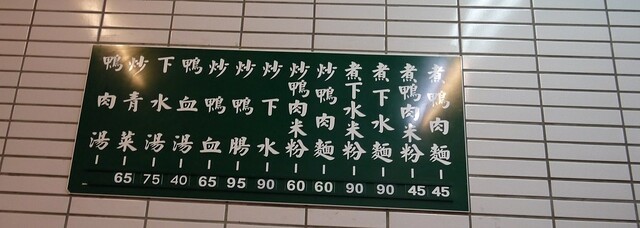 煮鴨肉麵 45
煮鴨肉米粉 45
煮下水麵 90
煮下水米粉 90
炒鴨肉麵 60
炒鴨肉米粉 60
炒下水 90
炒鴨腸 95
炒鴨血 65
鴨血湯 40
下水湯 75
炒青菜 65
鴨肉湯